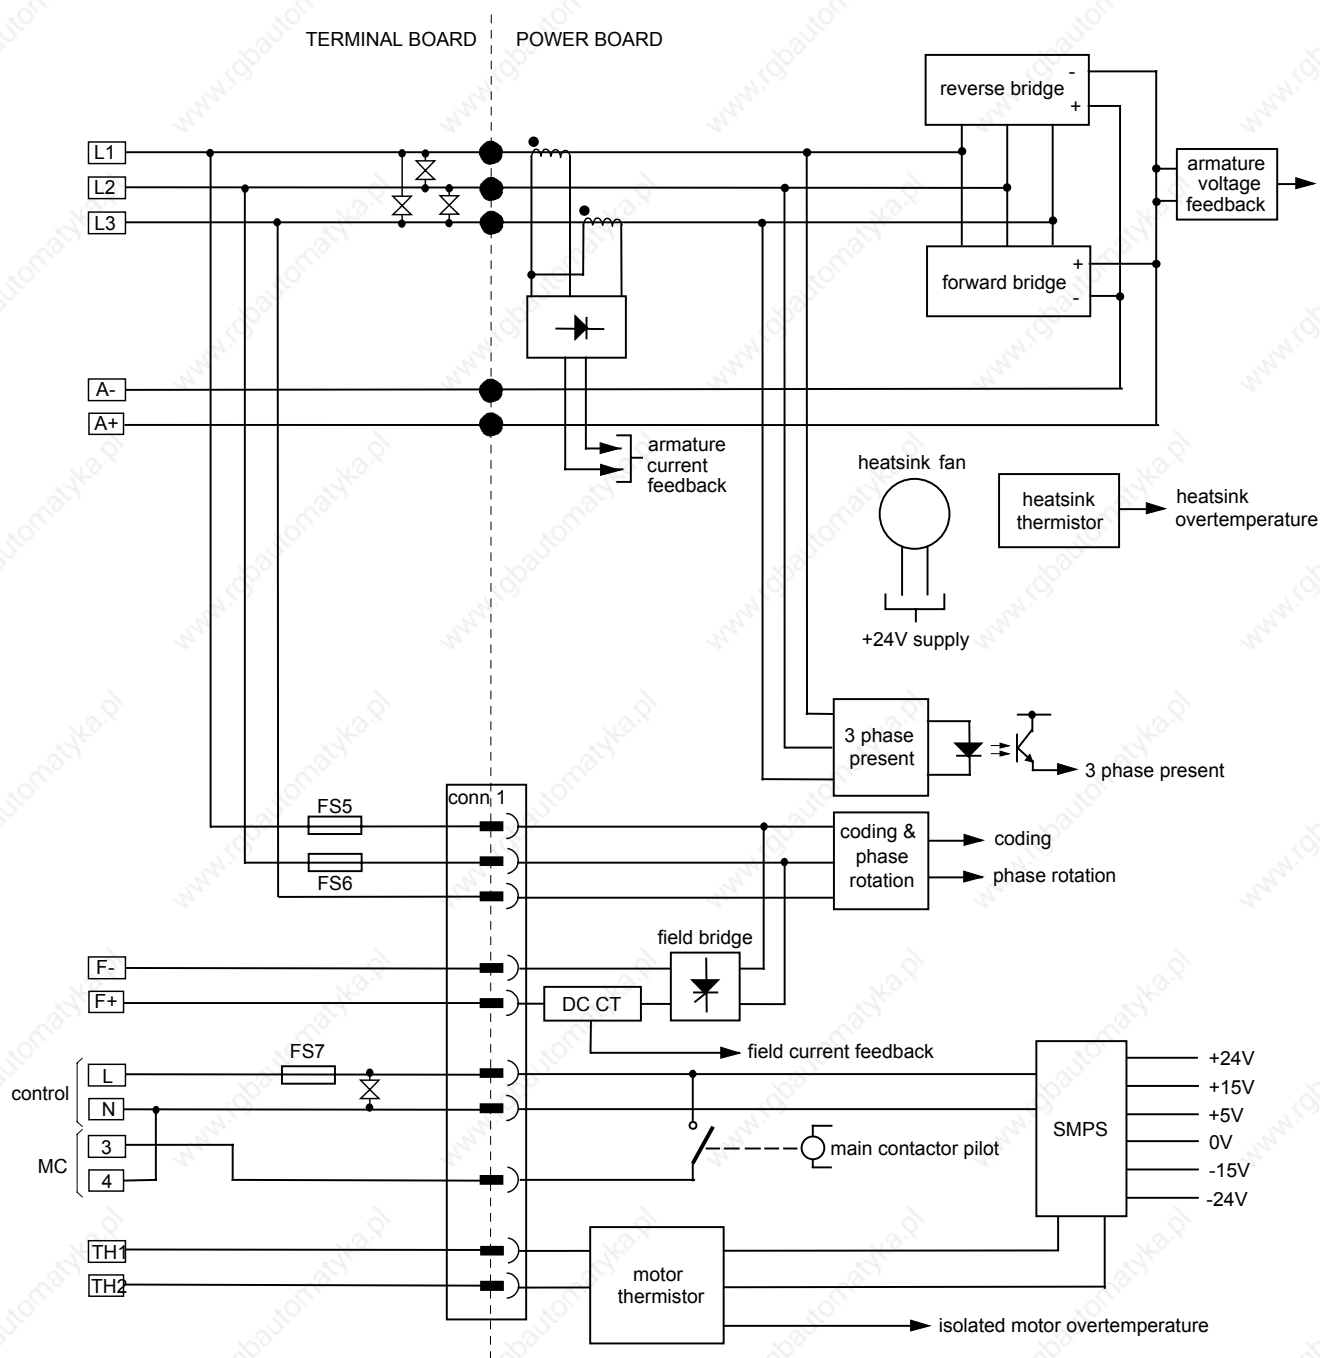 TERMINAL BOARD
POWER BOARD
reverse bridge
-
+
L1
L2
L3
armature
voltage
feedback
forward bridge
+
-
A-
A+
armature
current
feedback
heatsink fan
+24V supply
heatsink
thermistor
heatsink
overtemperature
3 phase
present
3 phase present
conn 1
FS5
FS6
coding &
phase
rotation
coding
phase rotation
field bridge
F-
F+
DC CT
field current feedback
FS7
control
L
N
MC
3
4
main contactor pilot
SMPS
+24V
+15V
+5V
0V
-15V
-24V
TH1
TH2
motor
thermistor
isolated motor overtemperature
www.rgbautomatyka.pl